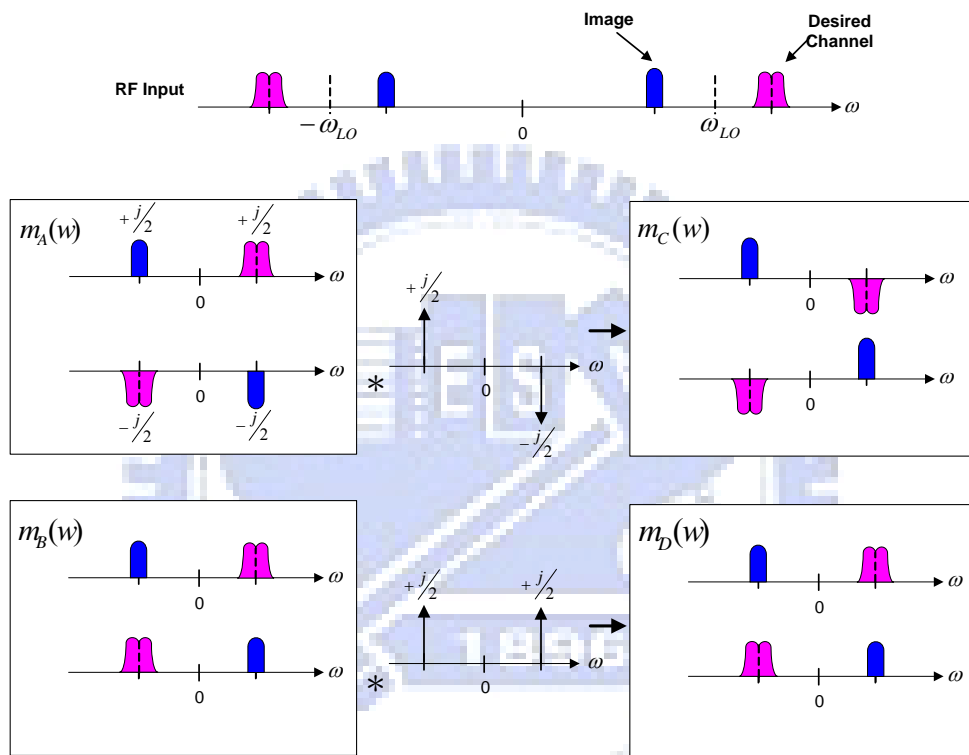 Image
Desired
Channel
RF Input
ω
−ω_LO
0
ω_LO
m_A(w)
+j/2 +j/2
ω
0
ω
0
−j/2 −j/2
+j/2
*
ω
0
−j/2
m_C(w)
ω
0
ω
0
m_B(w)
ω
0
ω
0
+j/2 +j/2
*
ω
0
m_D(w)
ω
0
ω
0
ES